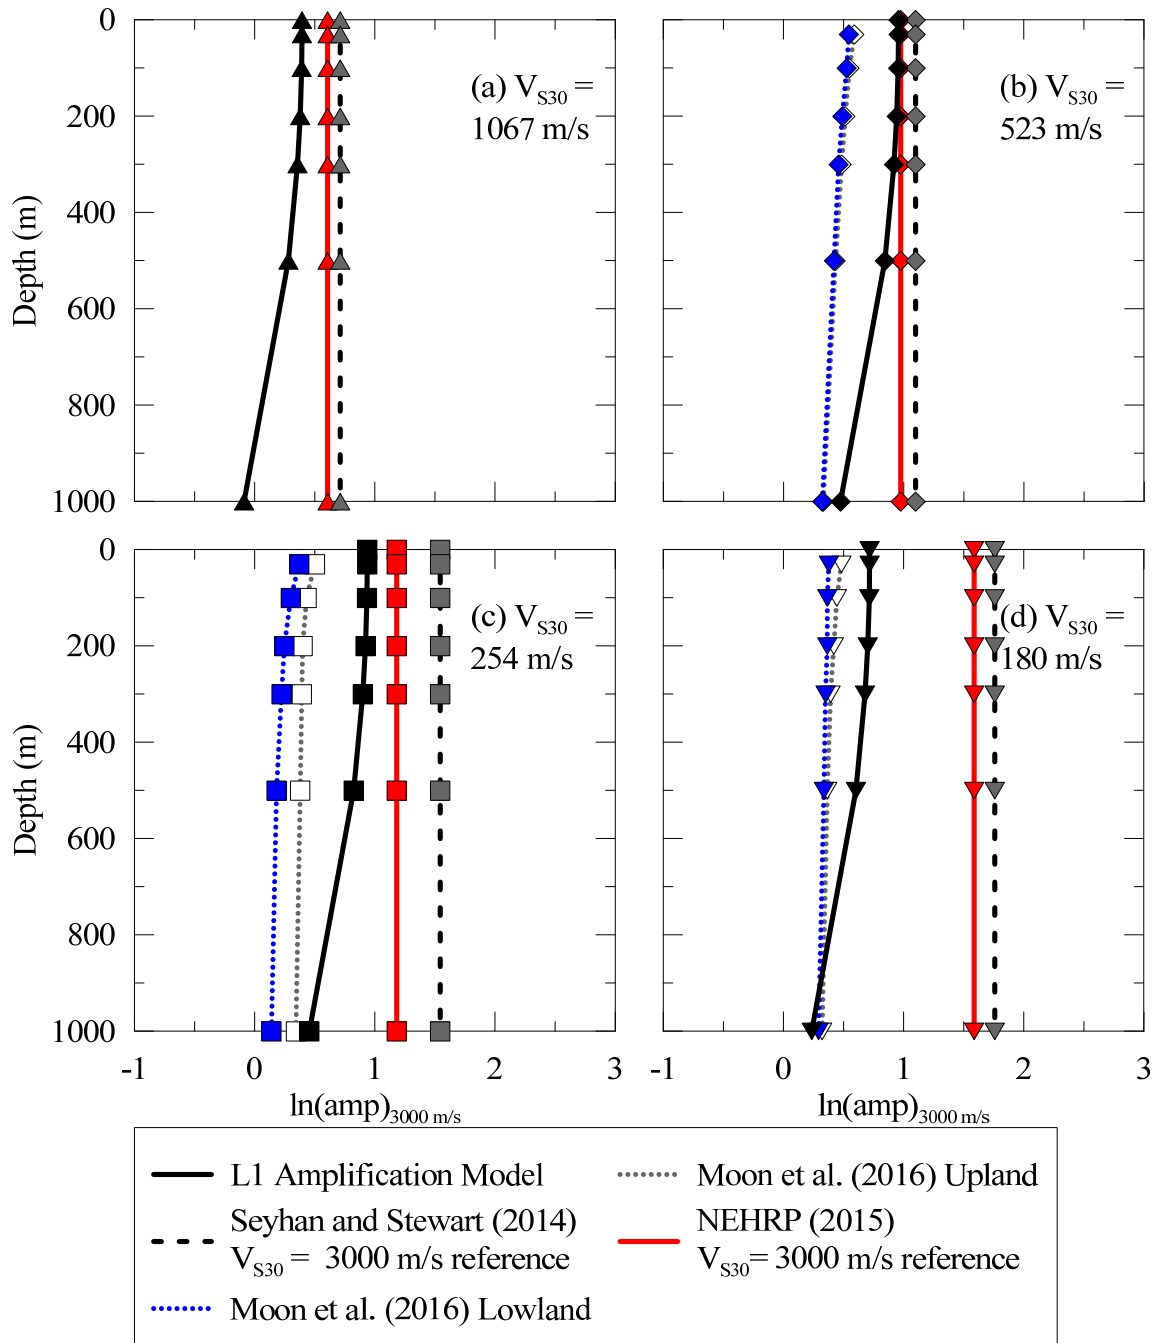 0
200
400
600
800
1000
Depth (m)
(a) VS30 =
1067 m/s
(b) VS30 =
523 m/s
0
200
400
600
800
1000
Depth (m)
(c) VS30 =
254 m/s
(d) VS30 =
180 m/s
-1 0 1 2 3
-1 0 1 2 3
ln(amp)3000 m/s
ln(amp)3000 m/s
L1 Amplification Model
Seyhan and Stewart (2014)
VS30 = 3000 m/s reference
Moon et al. (2016) Lowland
Moon et al. (2016) Upland
NEHRP (2015)
VS30= 3000 m/s reference